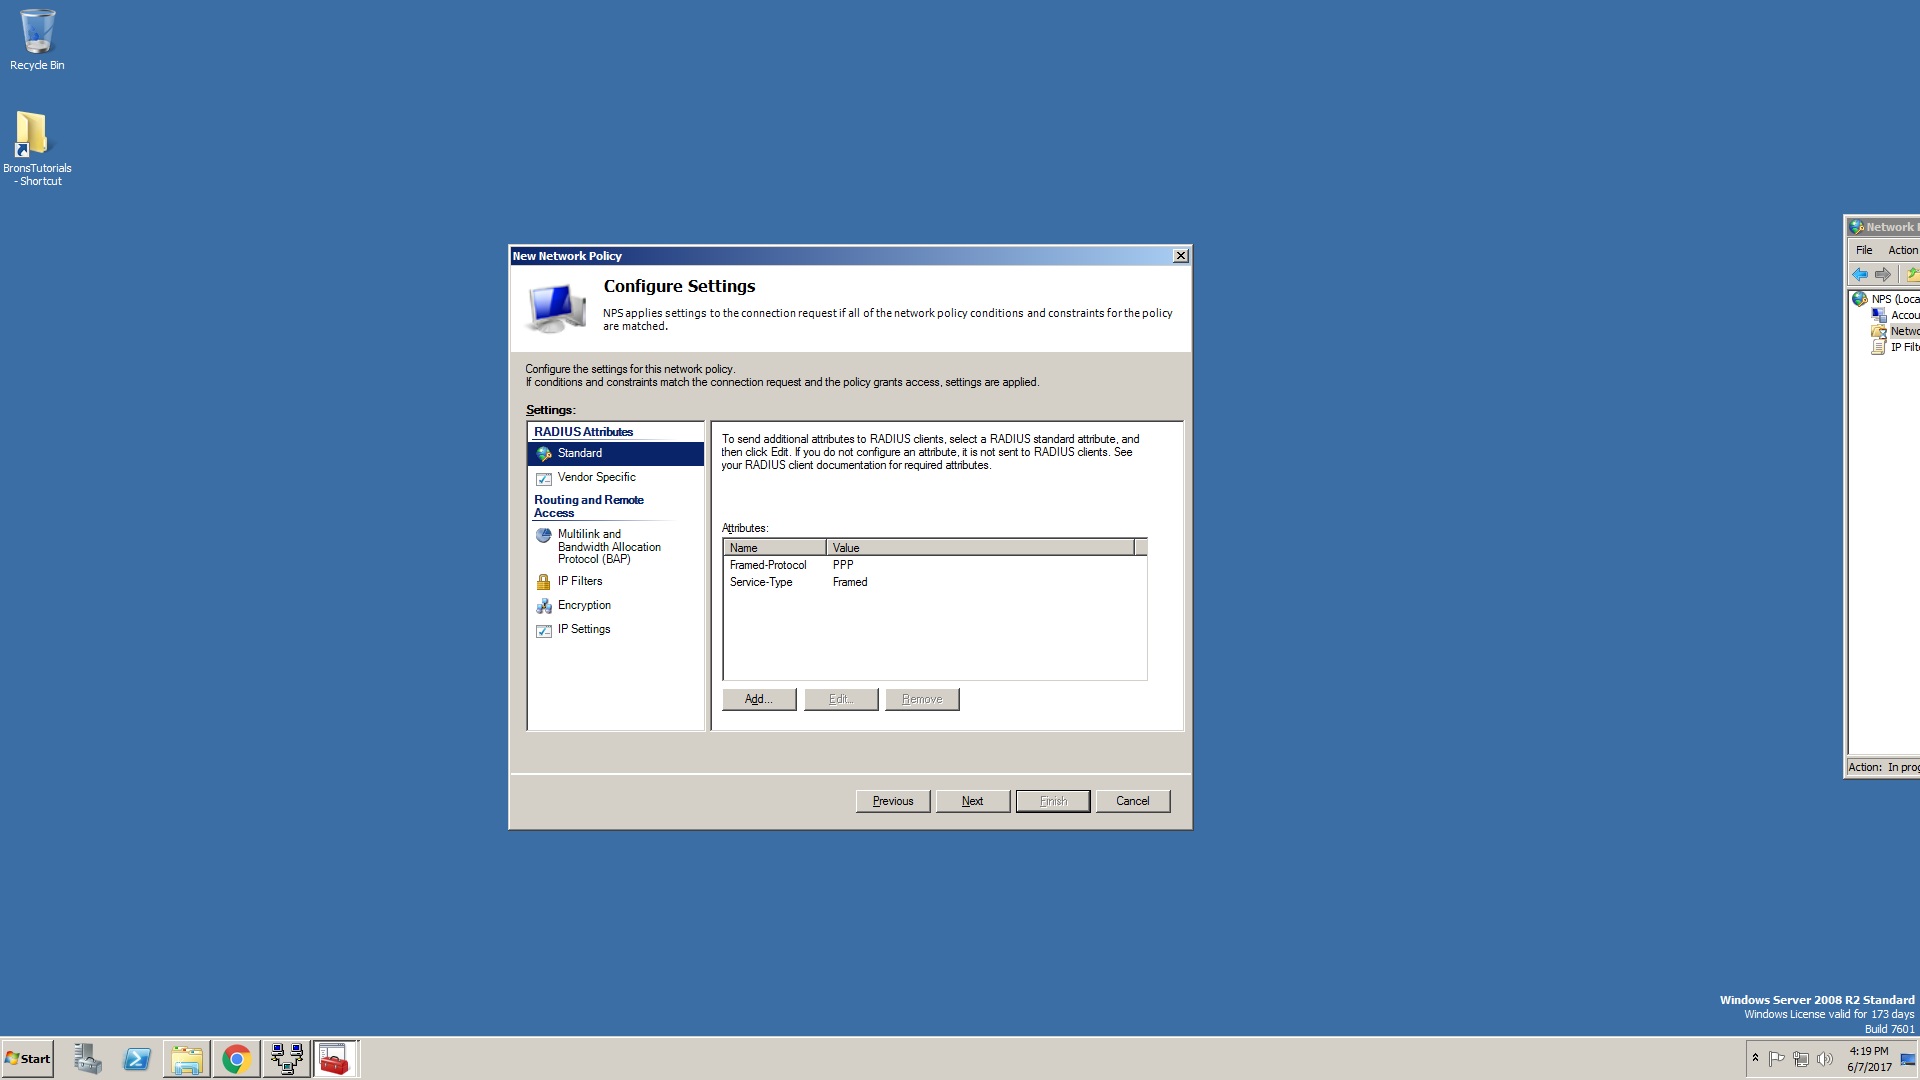 Recycle Bin
BronsTutorials
- Shortcut
New Network Policy
Configure Settings
NPS applies settings to the connection request if all of the network policy conditions and constraints for the policy
are matched.
Configure the settings for this network policy.
If conditions and constraints match the connection request and the policy grants access, settings are applied.
Settings:
RADIUS Attributes
Standard
Vendor Specific
Routing and Remote
Access
Multilink and
Bandwidth Allocation
Protocol (BAP)
IP Filters
Encryption
IP Settings
To send additional attributes to RADIUS clients, select a RADIUS standard attribute, and
then click Edit. If you do not configure an attribute, it is not sent to RADIUS clients. See
your RADIUS client documentation for required attributes.
Attributes:
Name Value
Framed-Protocol PPP
Service-Type Framed
Add... Edit... Remove
Previous Next Finish Cancel
Network
File Action
NPS (Loca
Accou
Netwo
IP Filte
Action: In prog
Windows Server 2008 R2 Standard
Windows License valid for 173 days
Build 7601
Start
4:19 PM
6/7/2017